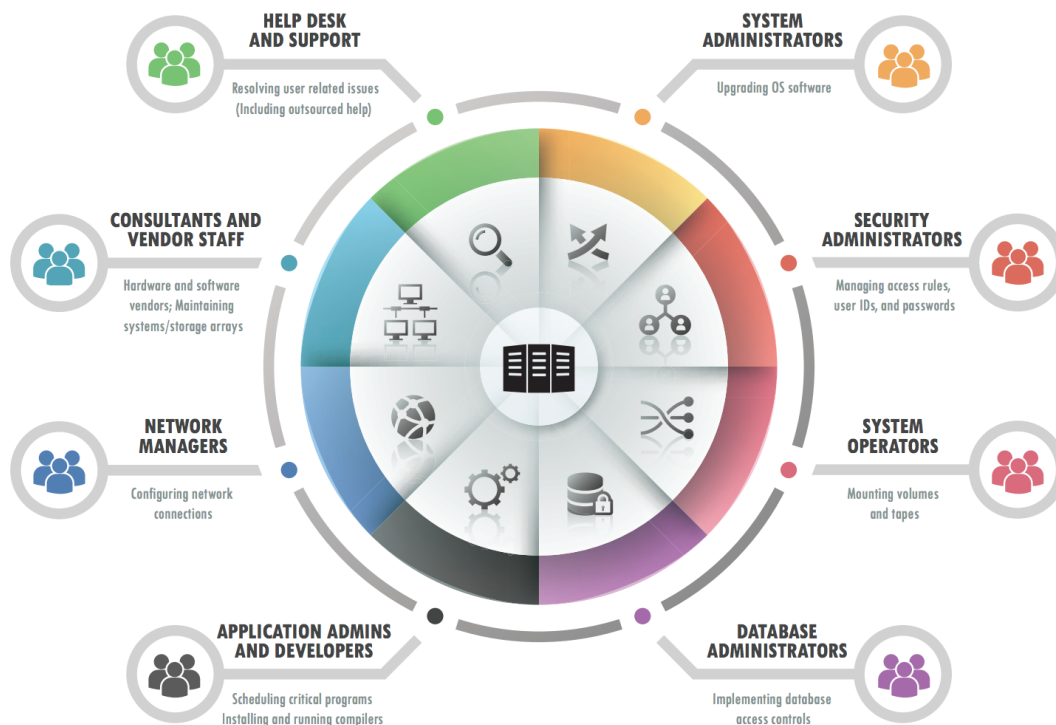 HELP DESK
AND SUPPORT
Resolving user related issues
(Including outsourced help)
SYSTEM
ADMINISTRATORS
Upgrading OS software
CONSULTANTS AND
VENDOR STAFF
Hardware and software
vendors; Maintaining
systems/storage arrays
SECURITY
ADMINISTRATORS
Managing access rules,
user IDs, and passwords
NETWORK
MANAGERS
Configuring network
connections
SYSTEM
OPERATORS
Mounting volumes
and tapes
APPLICATION ADMINS
AND DEVELOPERS
Scheduling critical programs
Installing and running compilers
DATABASE
ADMINISTRATORS
Implementing database
access controls